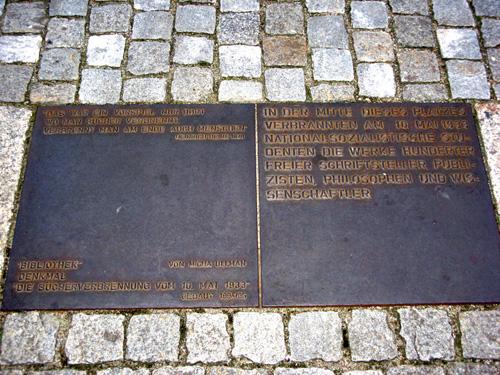 "DAS WAR EIN VORSPIEL NUR, DORT
WO MAN BÜCHER VERBRENNT,
VERBRENNT MAN AM ENDE AUCH MENSCHEN"
HEINRICH HEINE 1820
"BIBLIOTHEK" VON MICHA ULLMAN
DENKMAL
"DIE BÜCHERVERBRENNUNG VOM 10. MAI 1933"
GEBAUT
IN DER MITTE DIESES PLATZES
VERBRANNTEN AM 10. MAI 1933
NATIONALSOZIALISTISCHE STU-
DENTEN DIE WERKE HUNDERTER
FREIER SCHRIFTSTELLER, PUBLI-
ZISTEN, PHILOSOPHEN UND WIS-
SENSCHAFTLER